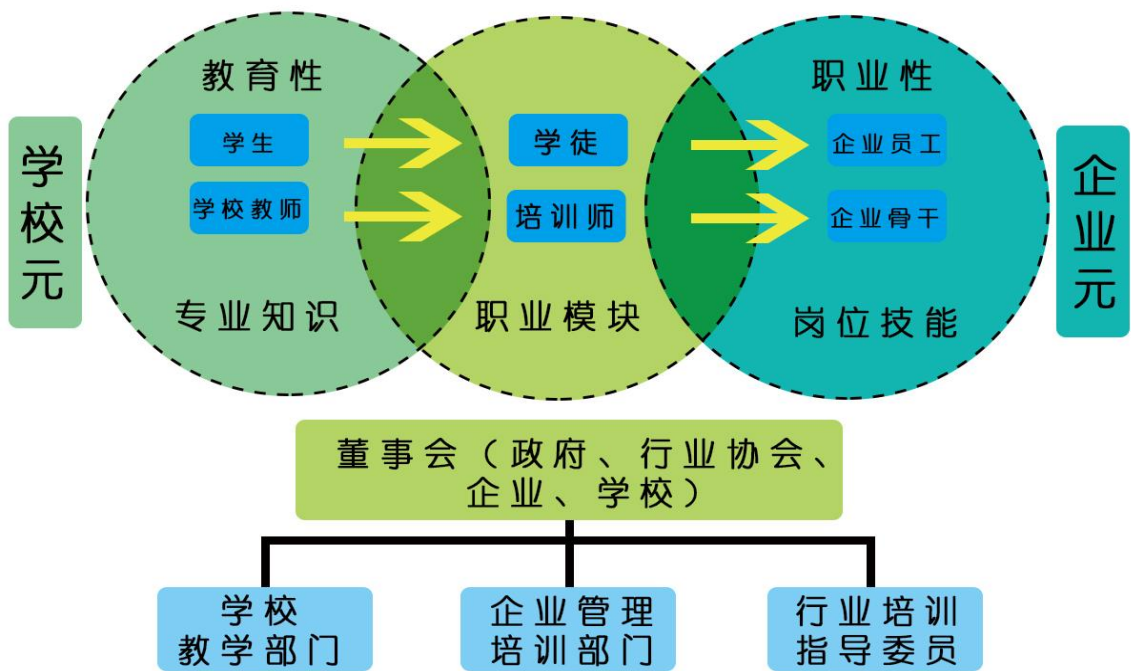 学校元
教育性
学生
学校教师
专业知识
学徒
培训师
职业模块
职业性
企业员工
企业骨干
岗位技能
企业元
董事会（政府、行业协会、
企业、学校）
学校
教学部门
企业管理
培训部门
行业培训
指导委员